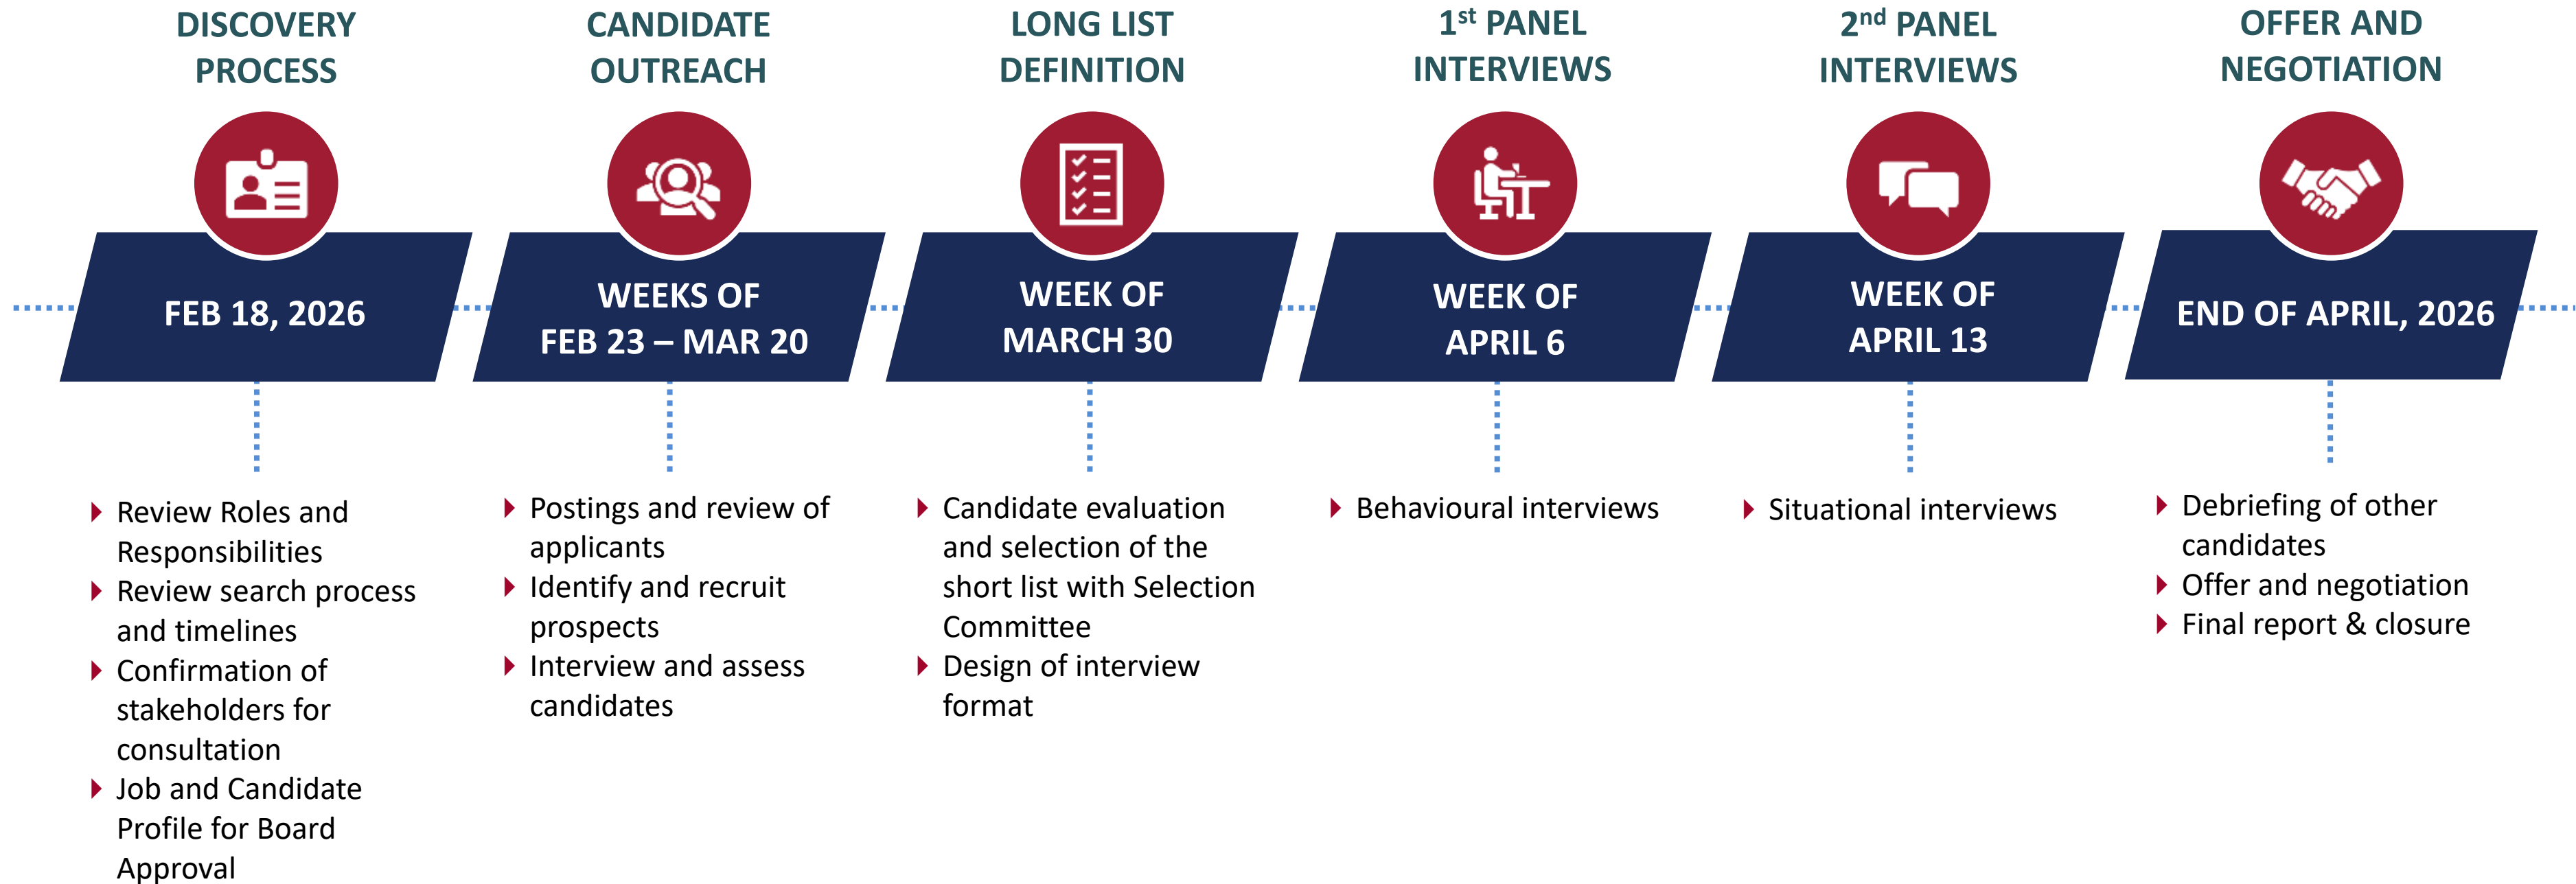 DISCOVERY
PROCESS
FEB 18, 2026
Review Roles and
Responsibilities
Review search process
and timelines
Confirmation of
stakeholders for
consultation
Job and Candidate
Profile for Board
Approval
CANDIDATE
OUTREACH
WEEKS OF
FEB 23 – MAR 20
Postings and review of
applicants
Identify and recruit
prospects
Interview and assess
candidates
LONG LIST
DEFINITION
WEEK OF
MARCH 30
Candidate evaluation
and selection of the
short list with Selection
Committee
Design of interview
format
1st PANEL
INTERVIEWS
WEEK OF
APRIL 6
Behavioural interviews
2nd PANEL
INTERVIEWS
WEEK OF
APRIL 13
Situational interviews
OFFER AND
NEGOTIATION
END OF APRIL, 2026
Debriefing of other
candidates
Offer and negotiation
Final report & closure